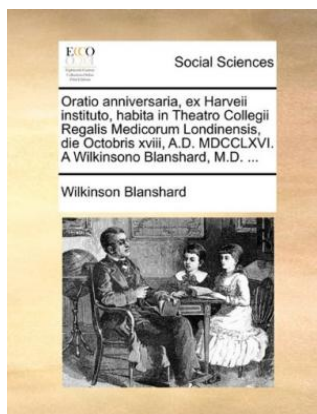 ECCO
Social Sciences
Oratio anniversaria, ex Harveii
instituto, habita in Theatro Collegii
Regalis Medicorum Londinensis,
die Octobris xviii, A.D. MDCCLXVI.
A Wilkinsono Blanshard, M.D. ...
Wilkinson Blanshard